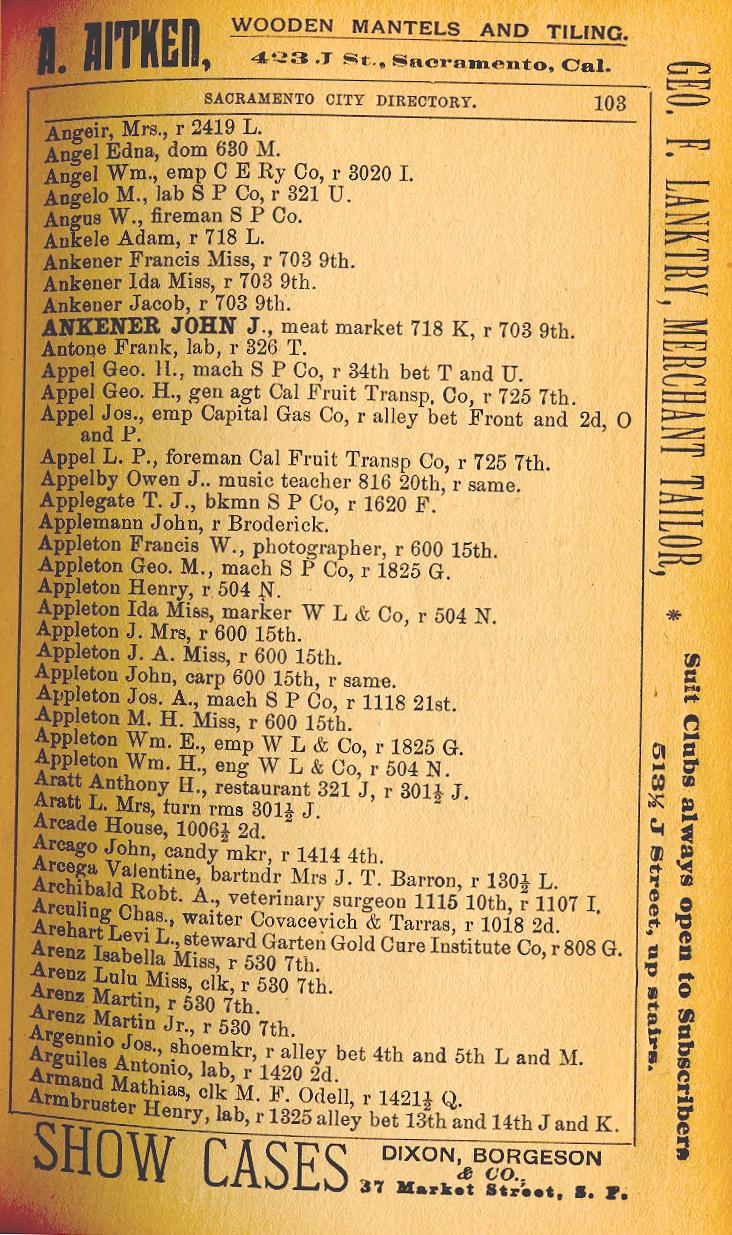 A. AITKEN,
WOODEN MANTELS AND TILING.
423 J St., Sacramento, Cal.
SACRAMENTO CITY DIRECTORY. 103
Angeir, Mrs., r 2419 L.
Angel Edna, dom 630 M.
Angel Wm., emp C E Ry Co, r 3020 I.
Angelo M., lab S P Co, r 321 U.
Angus W., fireman S P Co.
Ankele Adam, r 718 L.
Ankener Francis Miss, r 703 9th.
Ankener Ida Miss, r 703 9th.
Ankener Jacob, r 703 9th.
ANKENER JOHN J., meat market 718 K, r 703 9th.
Antone Frank, lab, r 326 T.
Appel Geo. H., mach S P Co, r 34th bet T and U.
Appel Geo. H., gen agt Cal Fruit Transp. Co, r 725 7th.
Appel Jos., emp Capital Gas Co, r alley bet Front and 2d, O
and P.
Appel L. P., foreman Cal Fruit Transp Co, r 725 7th.
Appelby Owen J.. music teacher 816 20th, r same.
Applegate T. J., bkmn S P Co, r 1620 F.
Applemann John, r Broderick.
Appleton Francis W., photographer, r 600 15th.
Appleton Geo. M., mach S P Co, r 1825 G.
Appleton Henry, r 504 N.
Appleton Ida Miss, marker W L & Co, r 504 N.
Appleton J. Mrs, r 600 15th.
Appleton J. A. Miss, r 600 15th.
Appleton John, carp 600 15th, r same.
Appleton Jos. A., mach S P Co, r 1118 21st.
Appleton M. H. Miss, r 600 15th.
Appleton Wm. E., emp W L & Co, r 1825 G.
Appleton Wm. H., eng W L & Co, r 504 N.
Aratt Anthony H., restaurant 321 J, r 301½ J.
Aratt L. Mrs, furn rms 301½ J.
Arcade House, 1006½ 2d.
Arcago John, candy mkr, r 1414 4th.
Arcega Valentine, bartndr Mrs J. T. Barron, r 130½ L.
Archibald Robt. A., veterinary surgeon 1115 10th, r 1107 I.
Arculing Chas., waiter Covacevich & Tarras, r 1018 2d.
Arehart Levi L., steward Garten Gold Cure Institute Co, r 808 G.
Arenz Isabella Miss, r 530 7th.
Arenz Lulu Miss, clk, r 530 7th.
Arenz Martin, r 530 7th.
Arenz Martin Jr., r 530 7th.
Argennio Jos., shoemkr, r alley bet 4th and 5th L and M.
Arguiles Antonio, lab, r 1420 2d.
Armand Mathias, clk M. F. Odell, r 1421½ Q.
Armbruster Henry, lab, r 1325 alley bet 13th and 14th J and K.
SHOW CASES
DIXON, BORGESON
& CO.,
37 Market Street, S. F.
GEO. F. LANKTRY, MERCHANT TAILOR, * Suit Clubs always open to Subscribers
513½ J Street, up stairs.